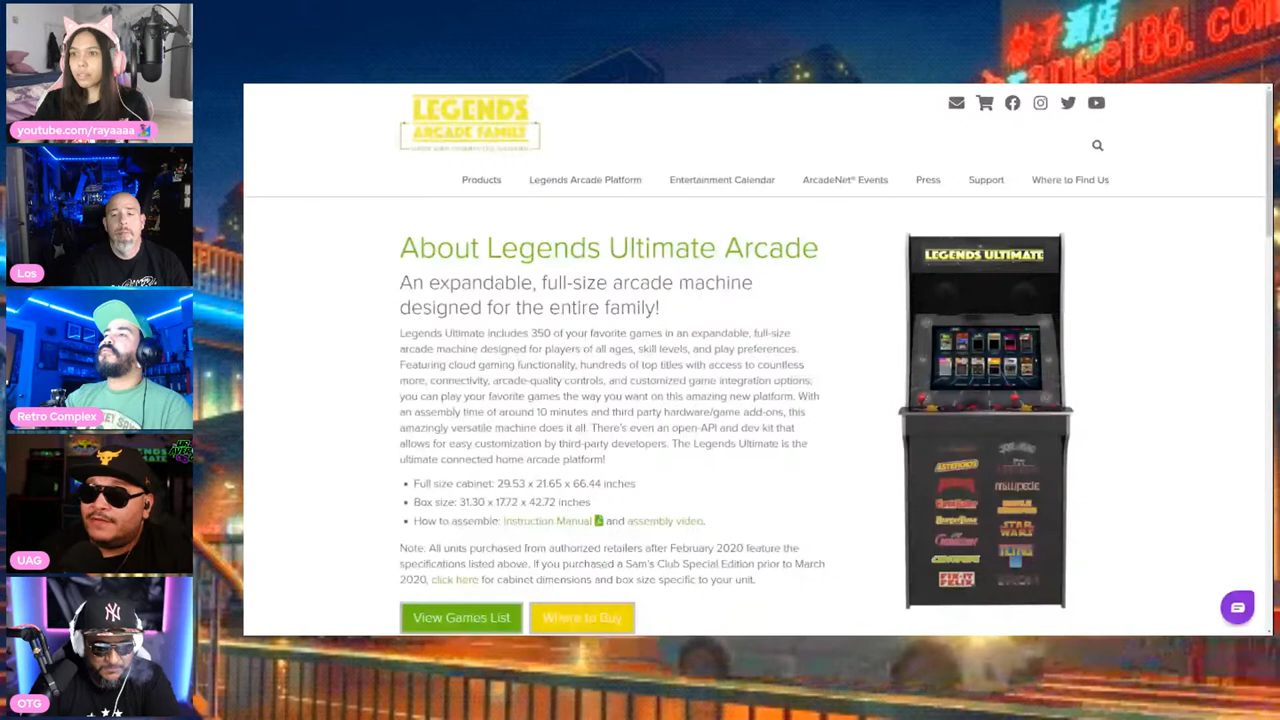 youtube.com/rayaaaa
Los
Retro Complex
UAG
OTG
酒店
angel86. com
LEGENDS
ARCADE FAMILY
Products
Legends Arcade Platform
Entertainment Calendar
ArcadeNet® Events
Press
Support
Where to Find Us
About Legends Ultimate Arcade
An expandable, full-size arcade machine
designed for the entire family!
Legends Ultimate includes 350 of your favorite games in an expandable, full-size
arcade machine designed for players of all ages, skill levels, and play preferences.
Featuring cloud gaming functionality, hundreds of top titles with access to countless
more, connectivity, arcade-quality controls, and customized game integration options,
you can play your favorite games the way you want on this amazing new platform. With
an assembly time of around 10 minutes and third party hardware/game add-ons, this
amazingly versatile machine does it all. There's even an open-API and dev kit that
allows for easy customization by third-party developers. The Legends Ultimate is the
ultimate connected home arcade platform!
• Full size cabinet: 29.53 x 21.65 x 66.44 inches
• Box size: 31.30 x 17.72 x 42.72 inches
• How to assemble: Instruction Manual and assembly video.
Note: All units purchased from authorized retailers after February 2020 feature the
specifications listed above. If you purchased a Sam's Club Special Edition prior to March
2020, click here for cabinet dimensions and box size specific to your unit.
View Games List
Where to Buy
LEGENDS ULTIMATE
ASTEROIDS
MILLIPEDE
BURGERTIME
STAR
WARS
CENTIPEDE
TETRIS
FIX-IT
FELIX
TRON